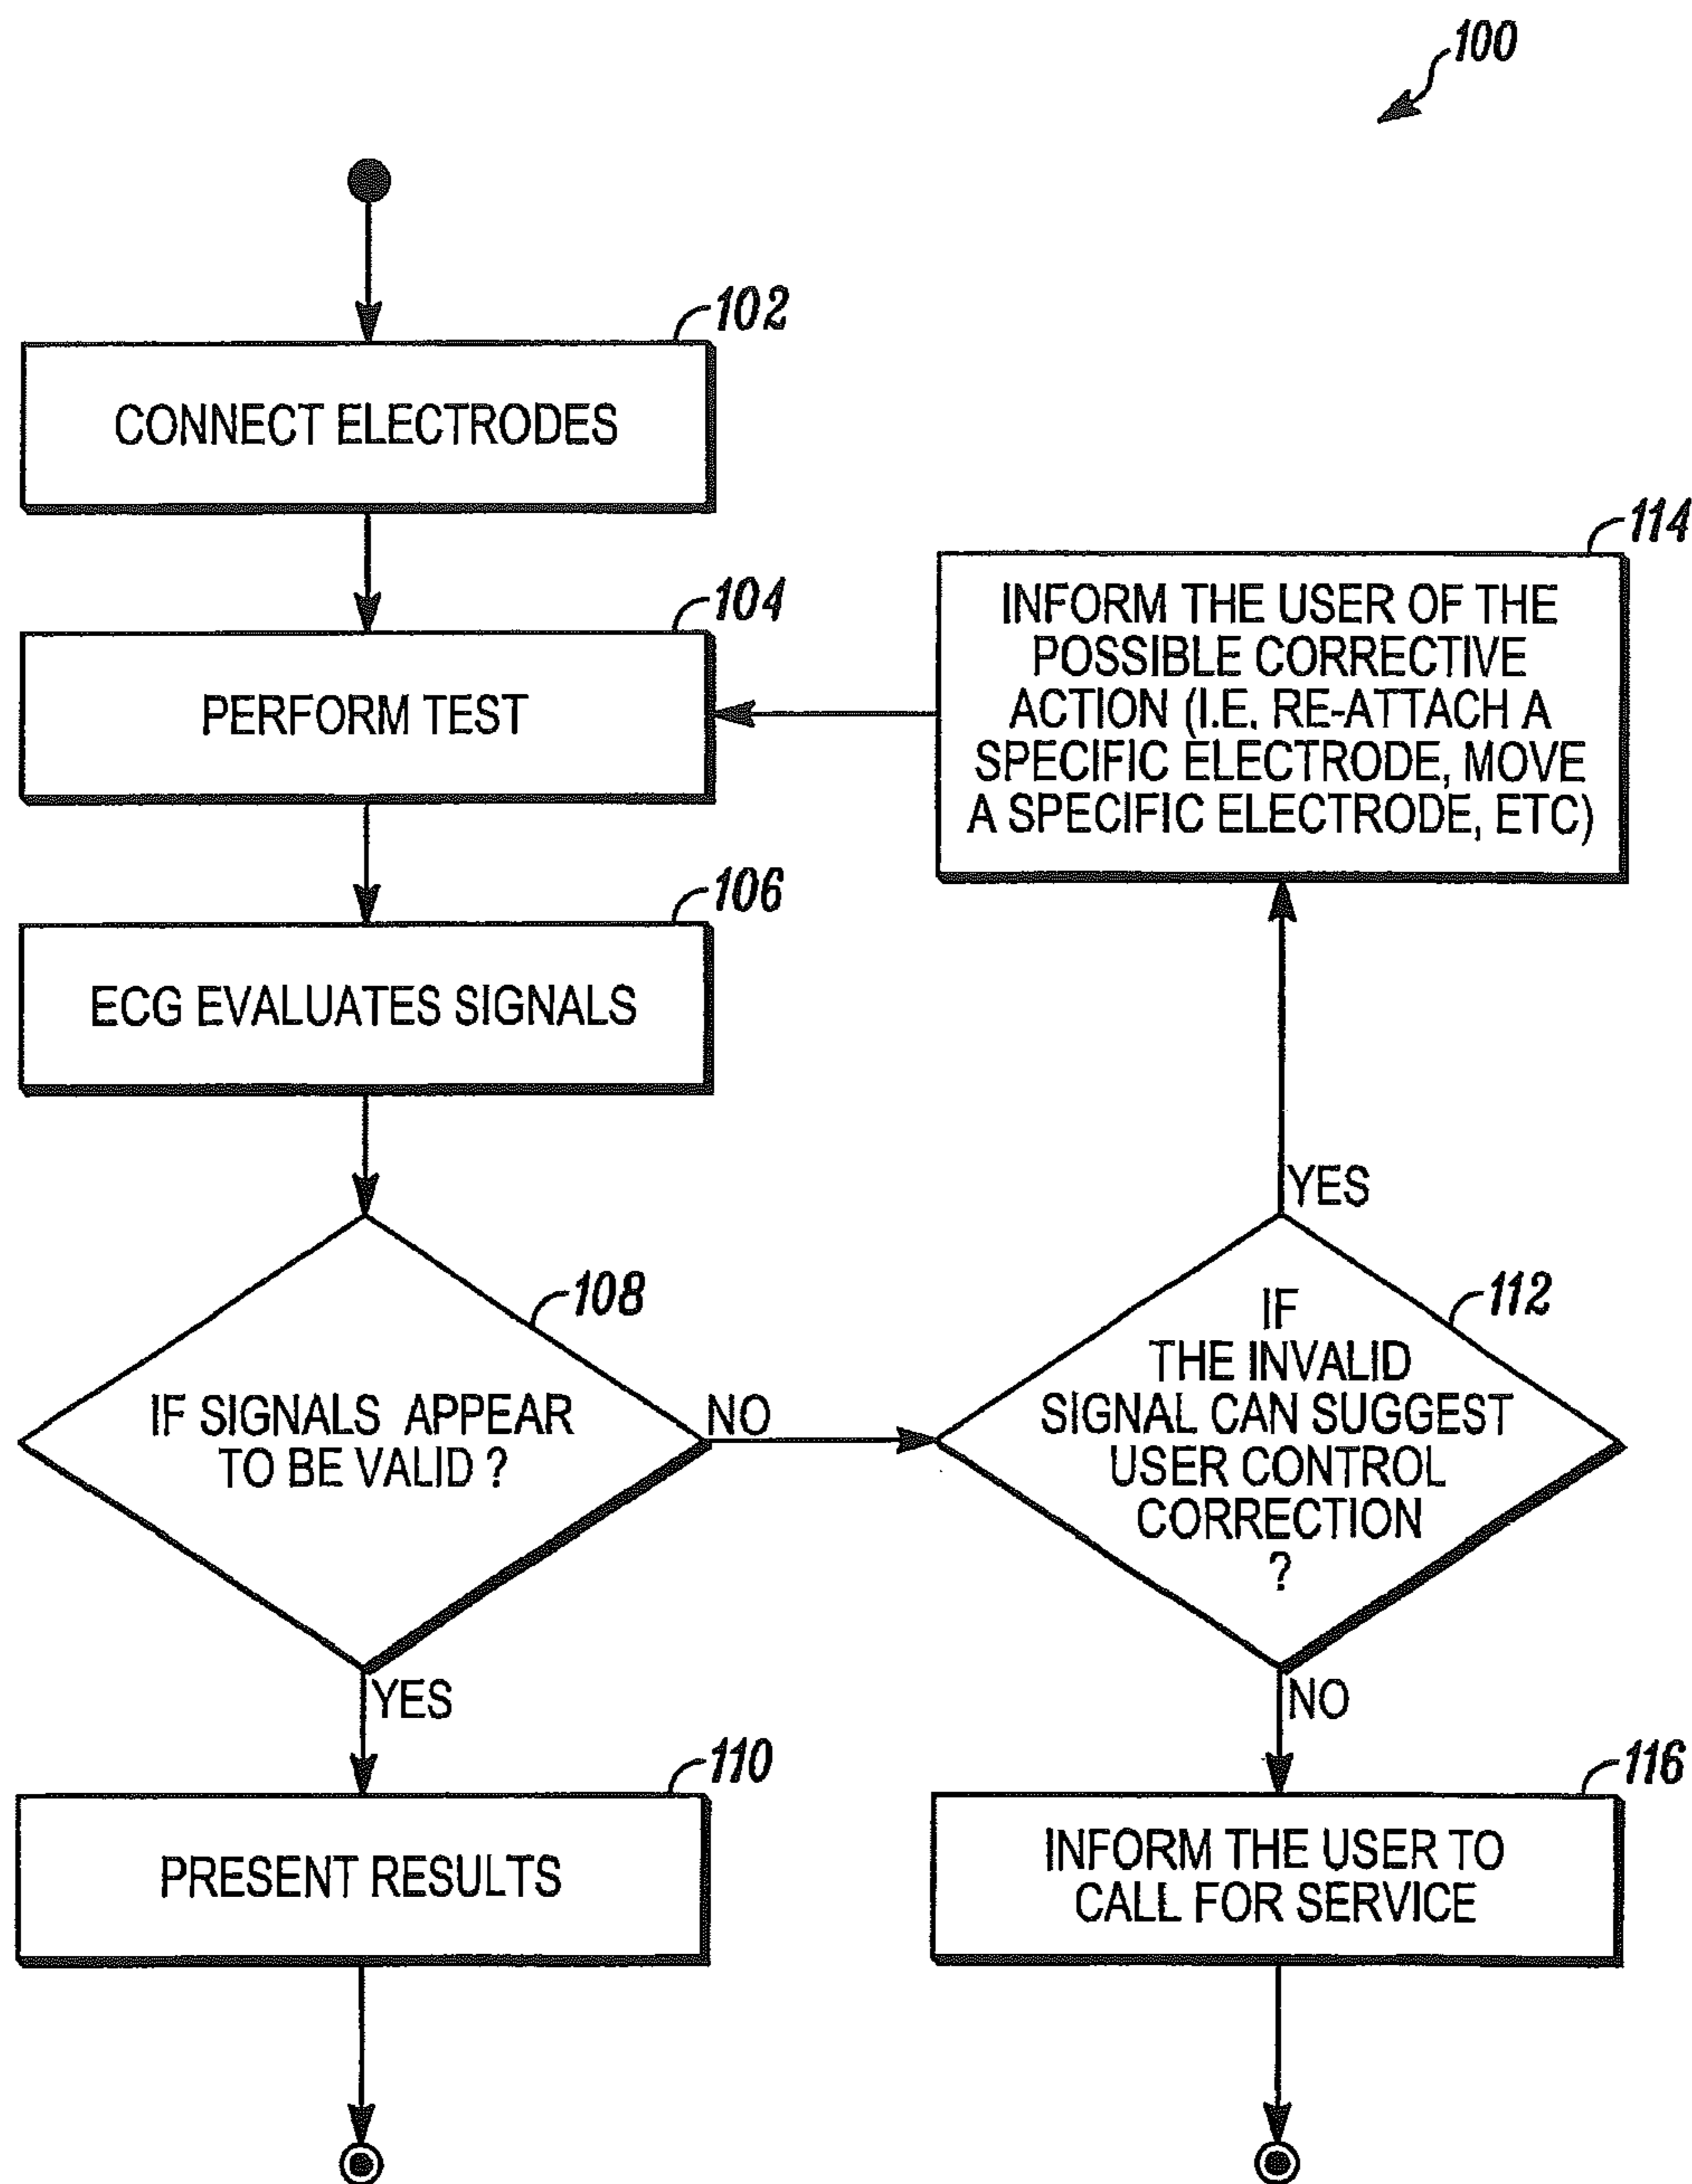 100
102
CONNECT ELECTRODES
104
PERFORM TEST
114
INFORM THE USER OF THE
POSSIBLE CORRECTIVE
ACTION (I.E. RE-ATTACH A
SPECIFIC ELECTRODE, MOVE
A SPECIFIC ELECTRODE, ETC)
106
ECG EVALUATES SIGNALS
108
IF SIGNALS APPEAR
TO BE VALID ?
NO
YES
112
IF
THE INVALID
SIGNAL CAN SUGGEST
USER CONTROL
CORRECTION
?
YES
NO
110
PRESENT RESULTS
116
INFORM THE USER TO
CALL FOR SERVICE